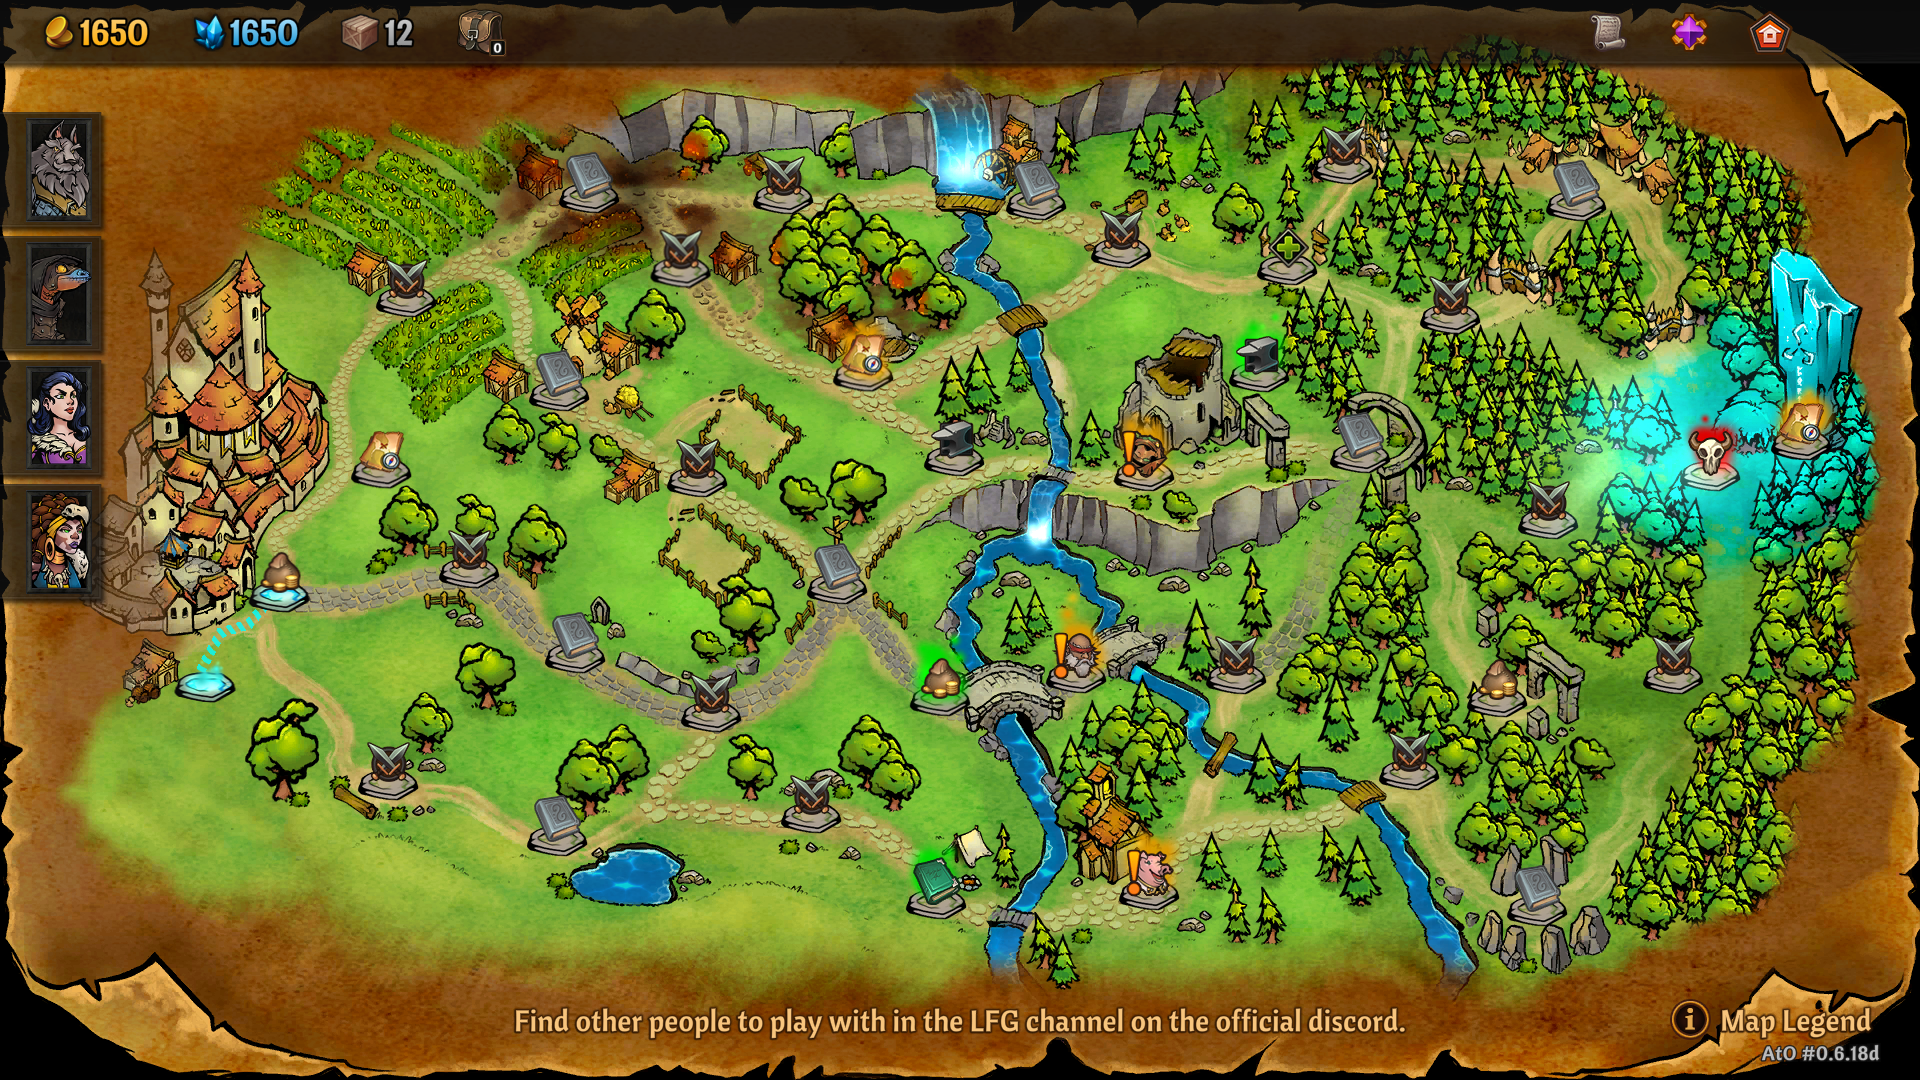 1650 1650 12 0
Find other people to play with in the LFG channel on the official discord.
Map Legend
AtO #0.6.18d